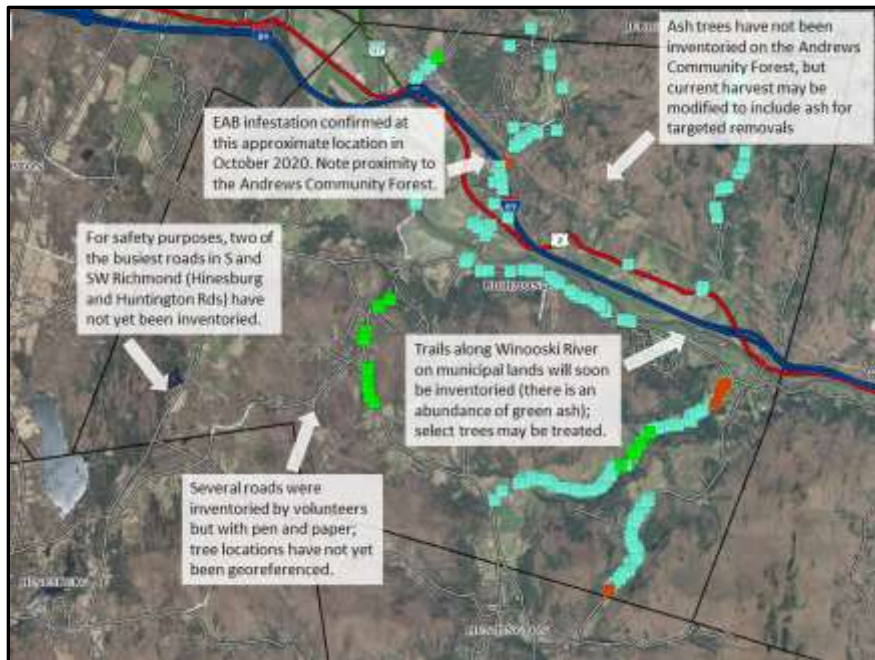 Ash trees have not been
inventoried on the Andrews
Community Forest, but
current harvest may be
modified to include ash for
targeted removals
89
EAB infestation confirmed at
this approximate location in
October 2020. Note proximity to
the Andrews Community Forest.
89
2
For safety purposes, two of
the busiest roads in S and
SW Richmond (Hinesburg
and Huntington Rds) have
not yet been inventoried.
Trails along Winooski River
on municipal lands will soon
be inventoried (there is an
abundance of green ash);
select trees may be treated.
Several roads were
inventoried by volunteers
but with pen and paper;
tree locations have not yet
been georeferenced.